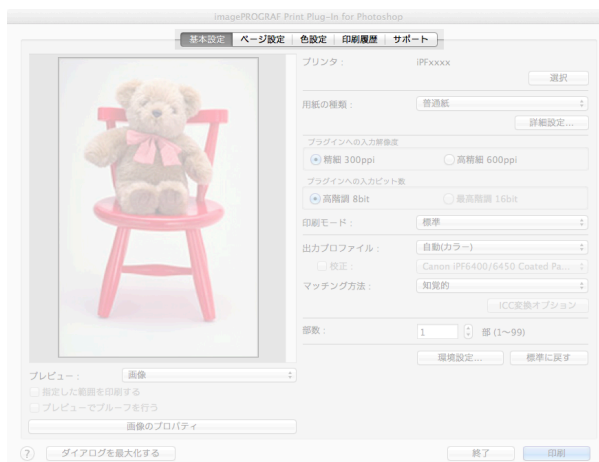 imagePROGRAF Print Plug-In for Photoshop
基本設定 ページ設定 色設定 印刷履歴 サポート
プリンタ： iPFxxxx
選択
用紙の種類： 普通紙
詳細設定...
プラグインへの入力解像度
精細 300ppi 高精細 600ppi
プラグインへの入力ビット数
高階調 8bit 最高階調 16bit
印刷モード： 標準
出力プロファイル： 自動(カラー)
校正： Canon iPF6400/6450 Coated Pa...
マッチング方法： 知覚的
ICC変換オプション
部数： 1 部 (1～99)
環境設定... 標準に戻す
プレビュー： 画像
指定した範囲を印刷する
プレビューでプルーフを行う
画像のプロパティ
? ダイアログを最大化する 終了 印刷